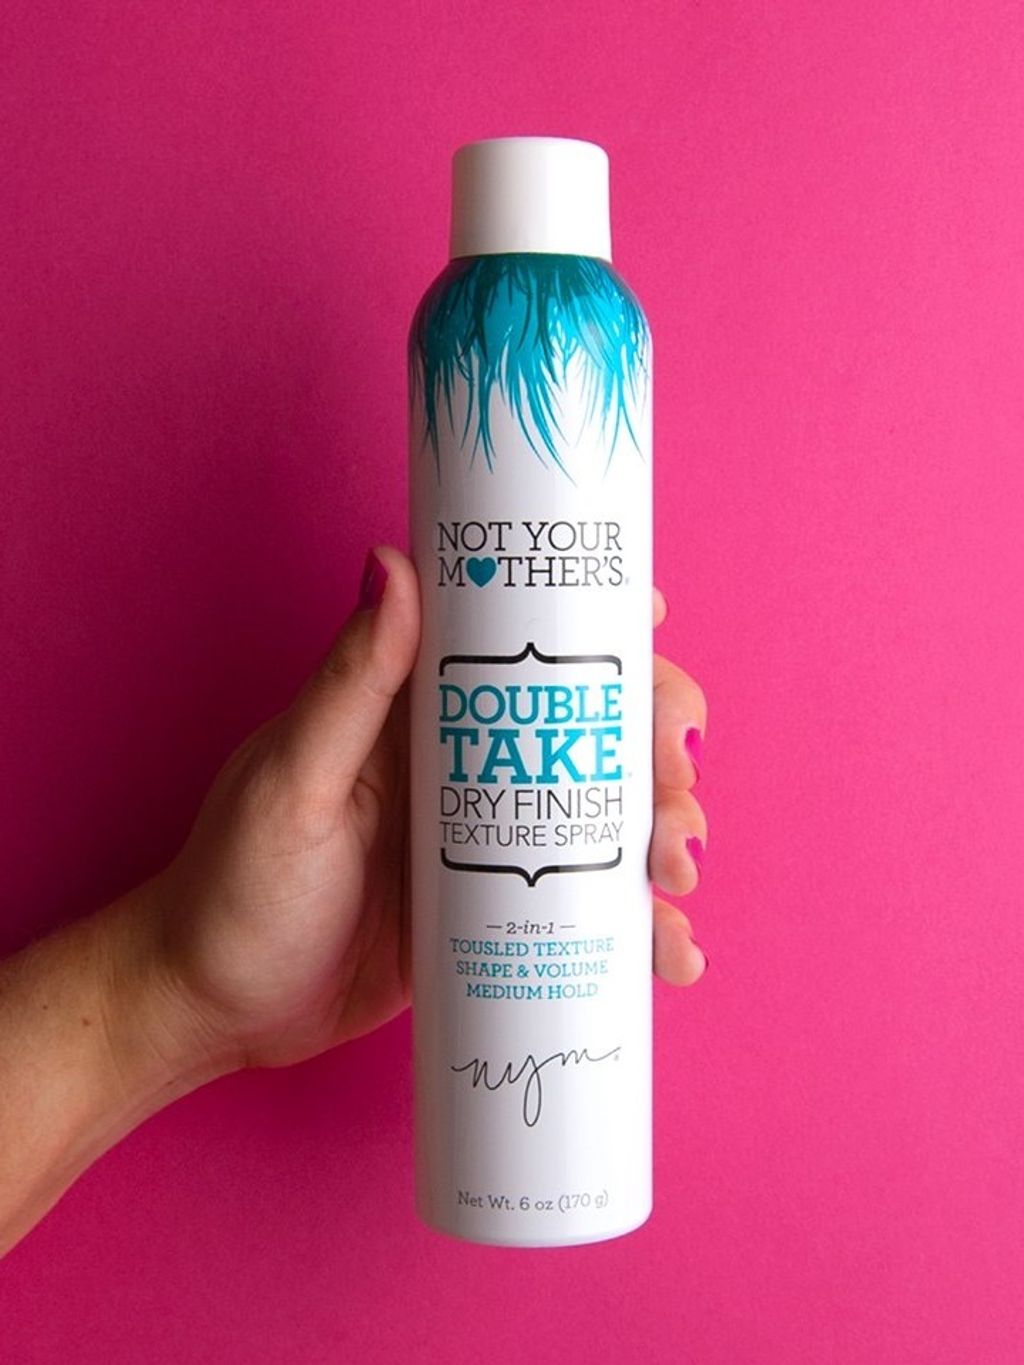 NOT YOUR
MOTHER'S®
DOUBLE
TAKE
DRY FINISH
TEXTURE SPRAY
— 2-in-1 —
TOUSLED TEXTURE
SHAPE & VOLUME
MEDIUM HOLD
nym®
Net Wt. 6 oz (170 g)